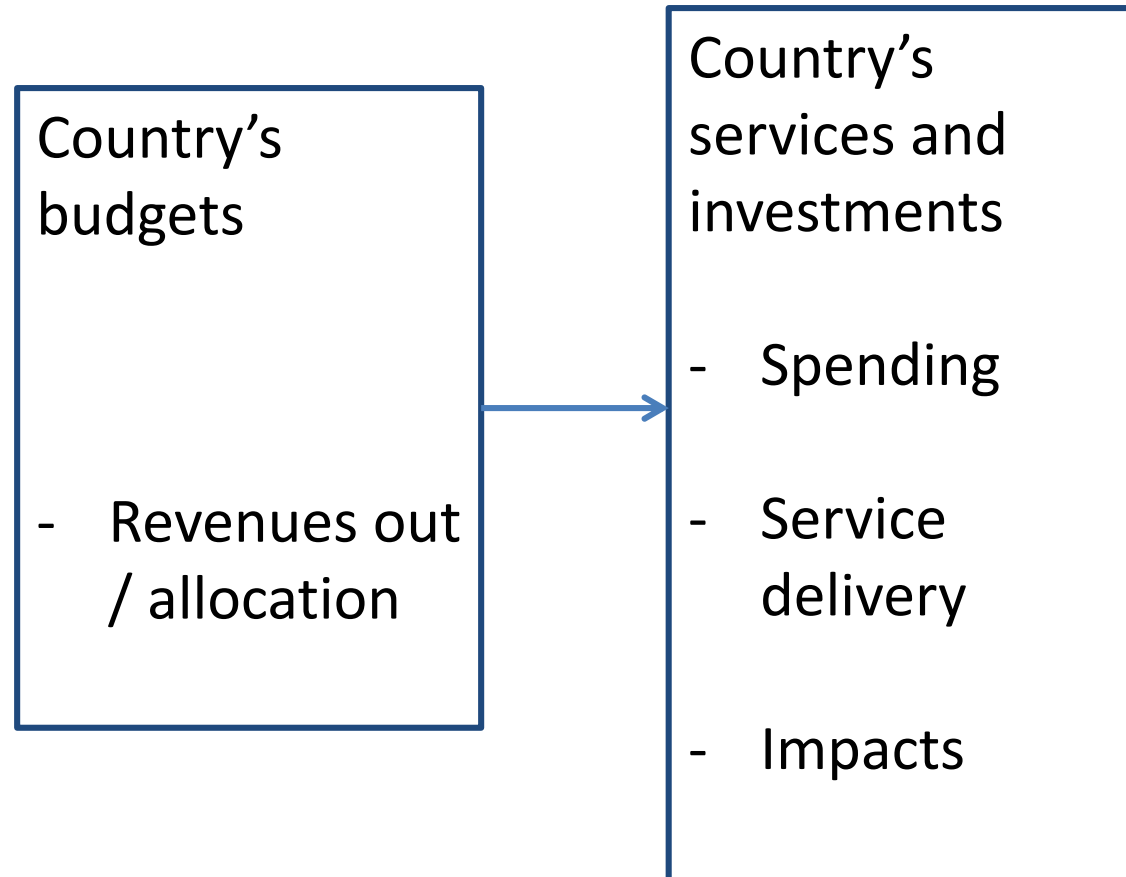 Country’s
budgets
- Revenues out
/ allocation
Country’s
services and
investments
- Spending
- Service
delivery
- Impacts